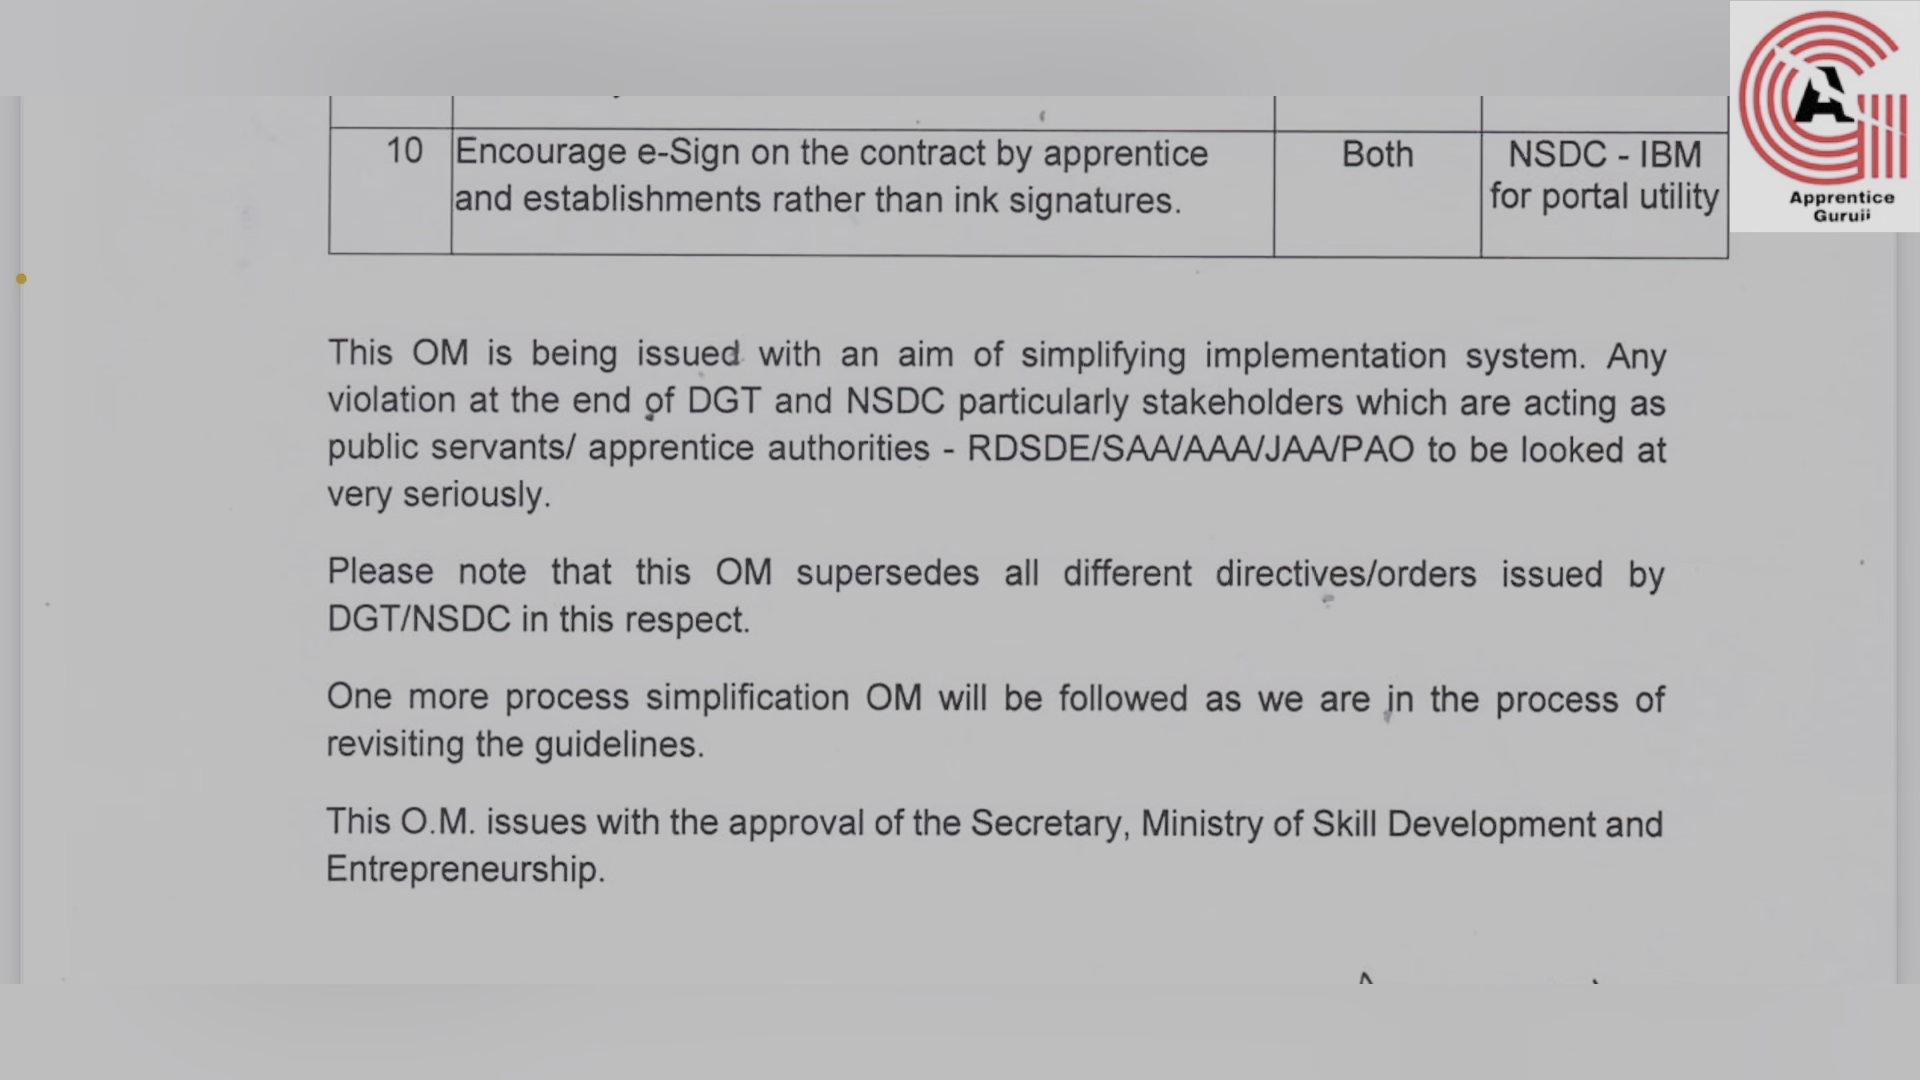 10 Encourage e-Sign on the contract by apprentice Both NSDC - IBM
and establishments rather than ink signatures. for portal utility
This OM is being issued with an aim of simplifying implementation system. Any
violation at the end of DGT and NSDC particularly stakeholders which are acting as
public servants/ apprentice authorities - RDSDE/SAA/AAA/JAA/PAO to be looked at
very seriously.
Please note that this OM supersedes all different directives/orders issued by
DGT/NSDC in this respect.
One more process simplification OM will be followed as we are in the process of
revisiting the guidelines.
This O.M. issues with the approval of the Secretary, Ministry of Skill Development and
Entrepreneurship.
A
Apprentice
Guruji